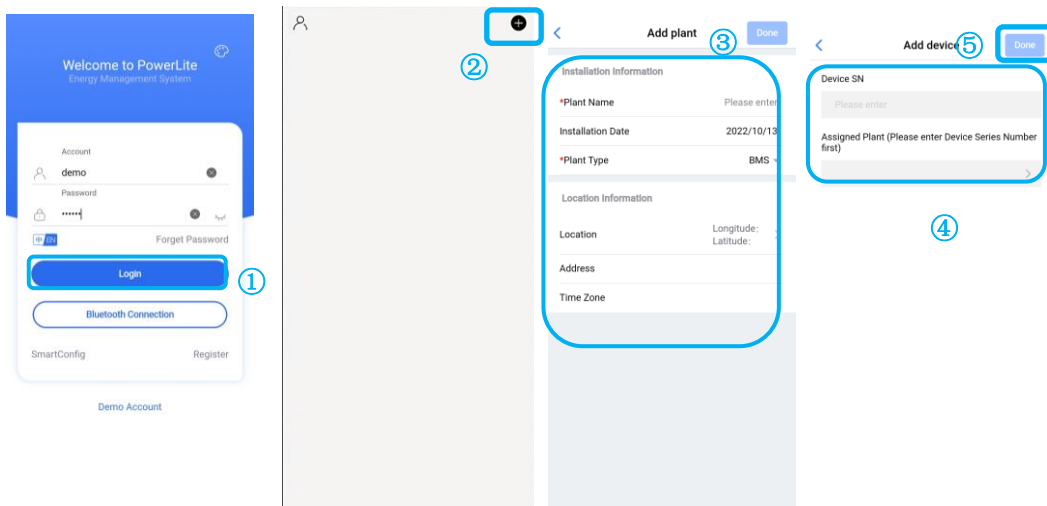 Welcome to PowerLite
Energy Management System
Account
demo
Password
••••••
中 EN
Forget Password
Login
①
Bluetooth Connection
SmartConfig
Register
Demo Account
②
Add plant
③
Done
Installation Information
*Plant Name
Please enter
Installation Date
2022/10/13
*Plant Type
BMS
Location Information
Location
Longitude:
Latitude:
Address
Time Zone
Add device
⑤
Done
Device SN
Please enter
Assigned Plant (Please enter Device Series Number
first)
④